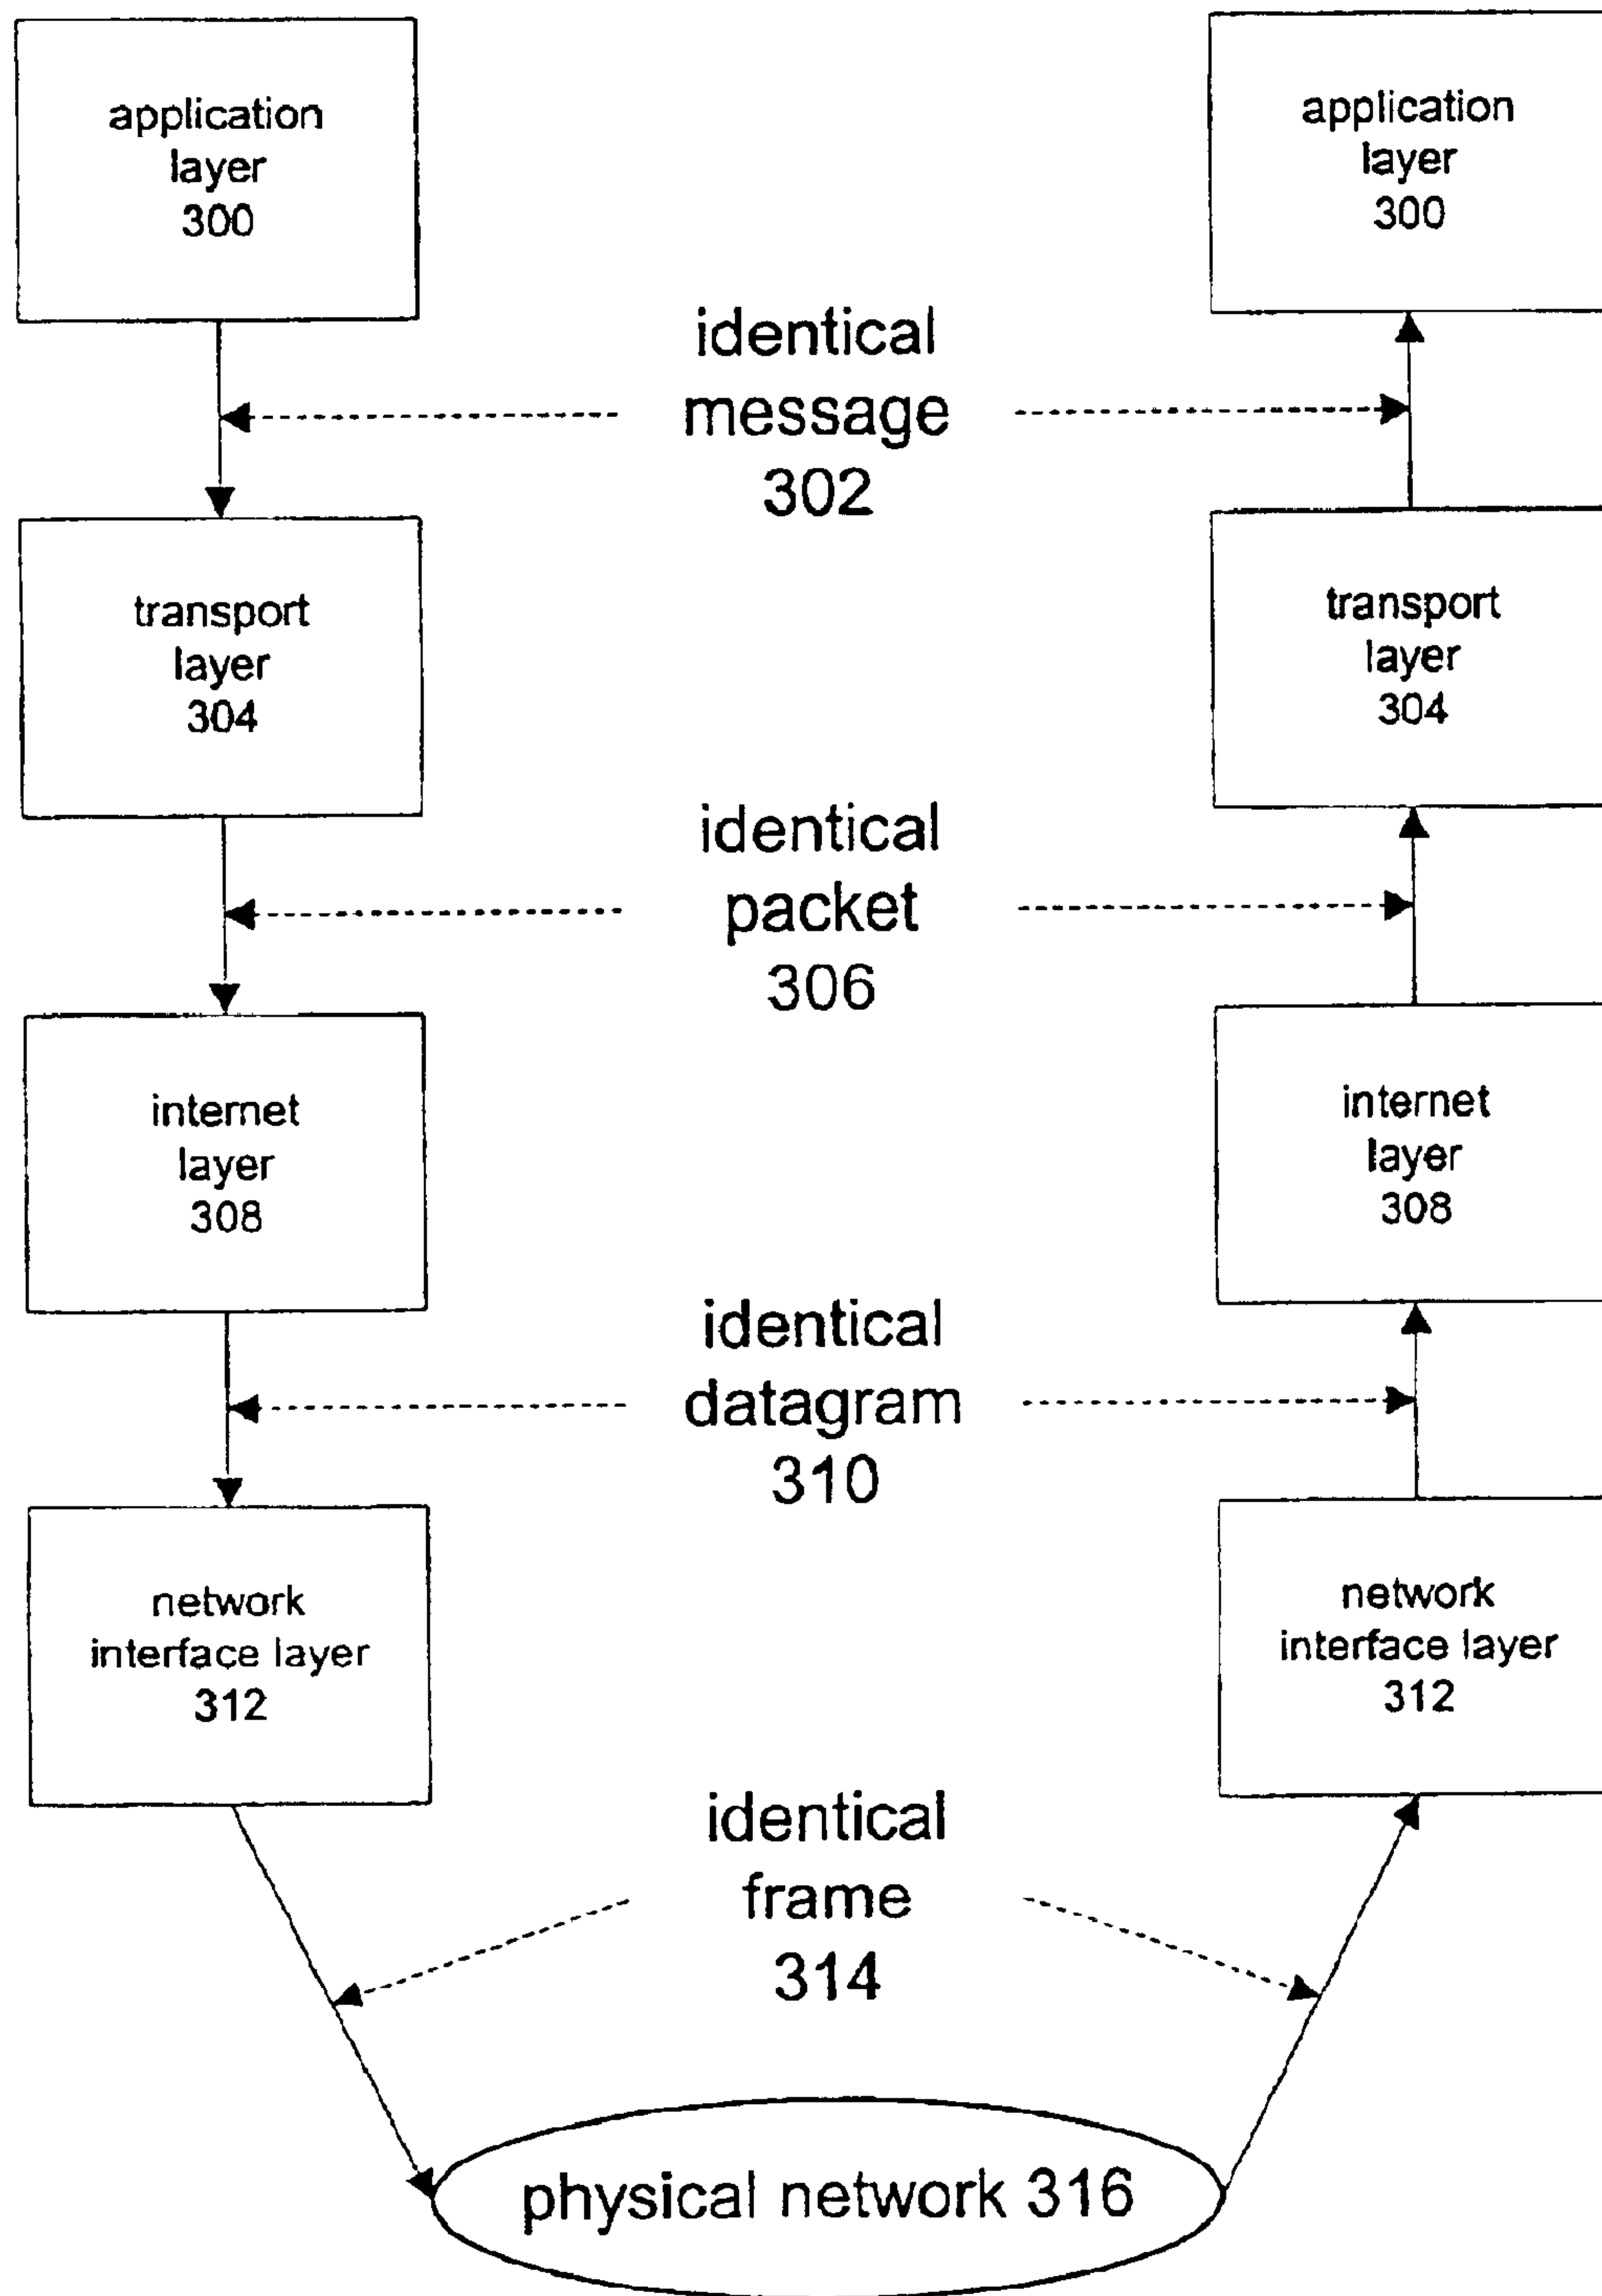 application
layer
300
application
layer
300
identical
message
302
transport
layer
304
transport
layer
304
identical
packet
306
internet
layer
308
internet
layer
308
identical
datagram
310
network
interface layer
312
network
interface layer
312
identical
frame
314
physical network 316